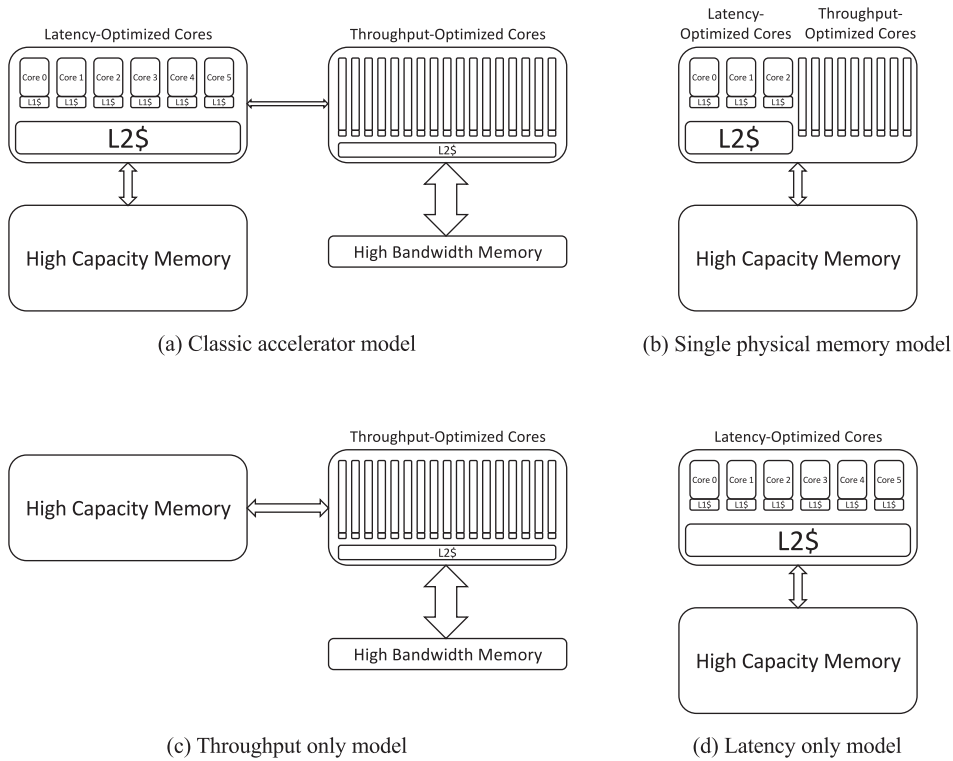 Latency-Optimized Cores
Core 0 Core 1 Core 2 Core 3 Core 4 Core 5
L1$ L1$ L1$ L1$ L1$ L1$
L2$
High Capacity Memory
Throughput-Optimized Cores
L2$
High Bandwidth Memory
(a) Classic accelerator model
Latency-
Optimized Cores
Throughput-
Optimized Cores
Core 0 Core 1 Core 2
L1$ L1$ L1$
L2$
High Capacity Memory
(b) Single physical memory model
High Capacity Memory
Throughput-Optimized Cores
L2$
High Bandwidth Memory
(c) Throughput only model
Latency-Optimized Cores
Core 0 Core 1 Core 2 Core 3 Core 4 Core 5
L1$ L1$ L1$ L1$ L1$ L1$
L2$
High Capacity Memory
(d) Latency only model